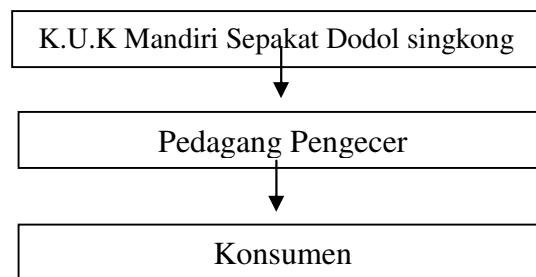 K.U.K Mandiri Sepakat Dodol singkong
Pedagang Pengecer
Konsumen